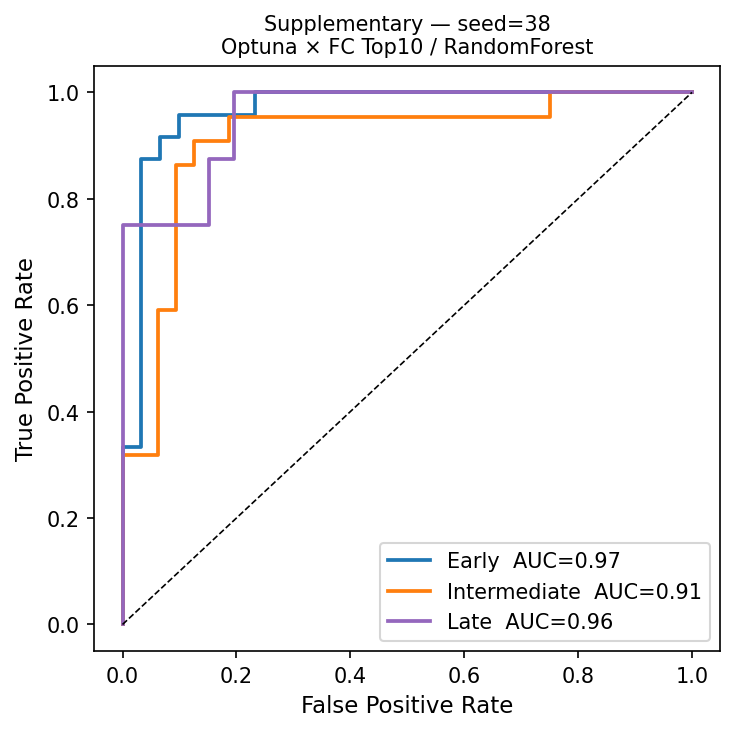 Supplementary — seed=38
Optuna × FC Top10 / RandomForest
True Positive Rate
1.0
0.8
0.6
0.4
0.2
0.0
Early AUC=0.97
Intermediate AUC=0.91
Late AUC=0.96
0.0 0.2 0.4 0.6 0.8 1.0
False Positive Rate